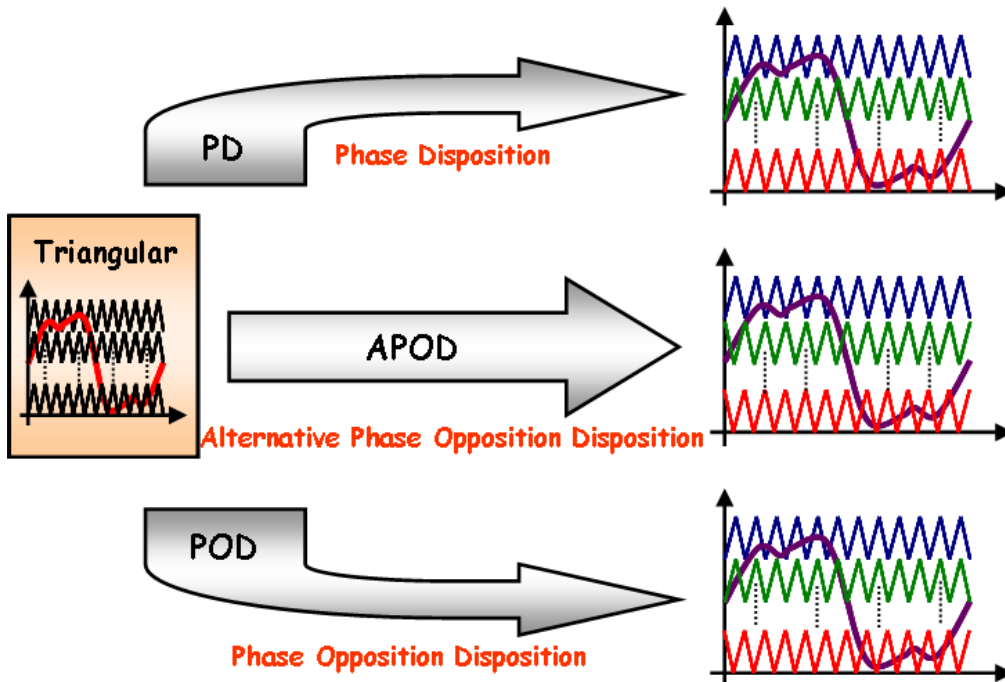 PD
Phase Disposition
Triangular
APOD
Alternative Phase Opposition Disposition
POD
Phase Opposition Disposition